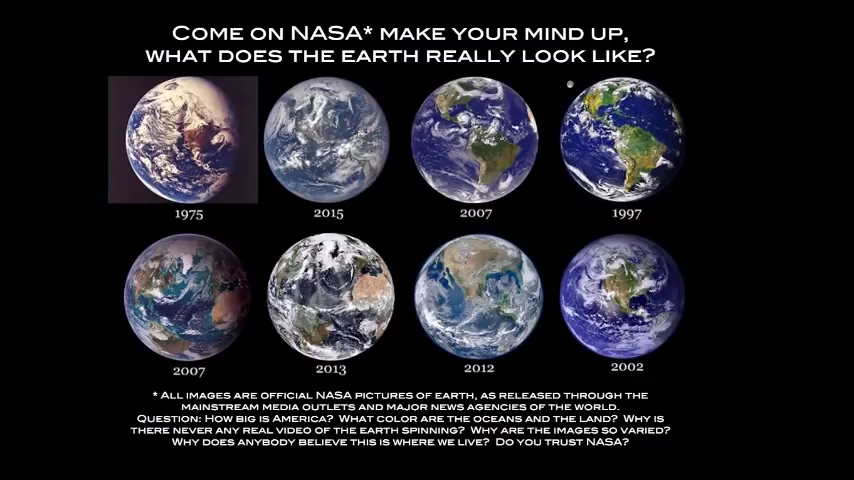 Come on NASA* make your mind up,
what does the earth really look like?
1975
2015
2007
1997
2007
2013
2012
2002
* All images are official NASA pictures of earth, as released through the
mainstream media outlets and major news agencies of the world.
Question: How big is America? What color are the oceans and the land? Why is
there never any real video of the earth spinning? Why are the images so varied?
Why does anybody believe this is where we live? Do you trust NASA?